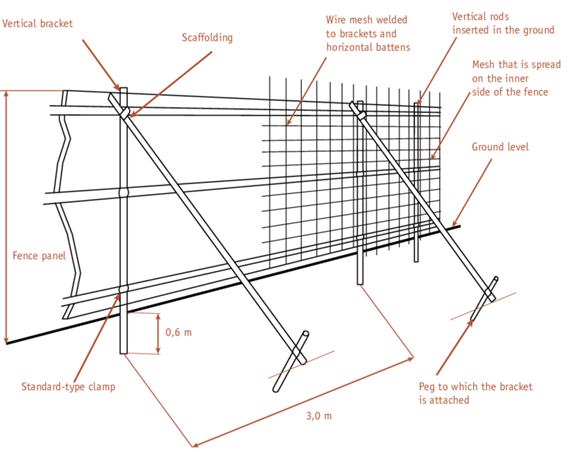 Vertical bracket
Scaffolding
Wire mesh welded
to brackets and
horizontal battens
Vertical rods
inserted in the ground
Mesh that is spread
on the inner
side of the fence
Ground level
Fence panel
0,6 m
Standard-type clamp
3,0 m
Peg to which the bracket
is attached